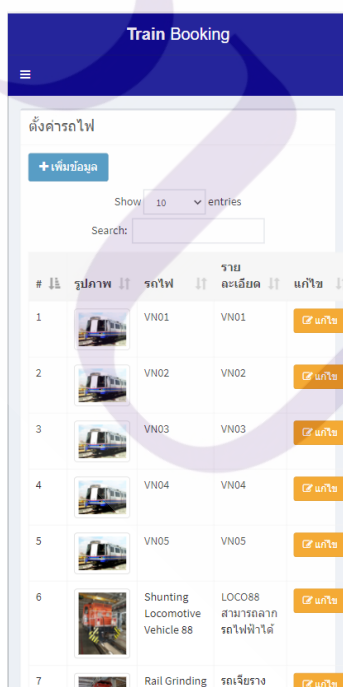 Train Booking
ตั้งค่ารถไฟ
+ เพิ่มข้อมูล
Show 10 entries
Search:
# รูปภาพ รถไฟ ราย
ละเอียด แก้ไข
1 VN01 VN01 แก้ไข
2 VN02 VN02 แก้ไข
3 VN03 VN03 แก้ไข
4 VN04 VN04 แก้ไข
5 VN05 VN05 แก้ไข
6 Shunting LOCO88 แก้ไข
Locomotive สามารถลาก
Vehicle 88 รถไฟฟ้าได้
7 Rail Grinding รถเจียราง แก้ไข